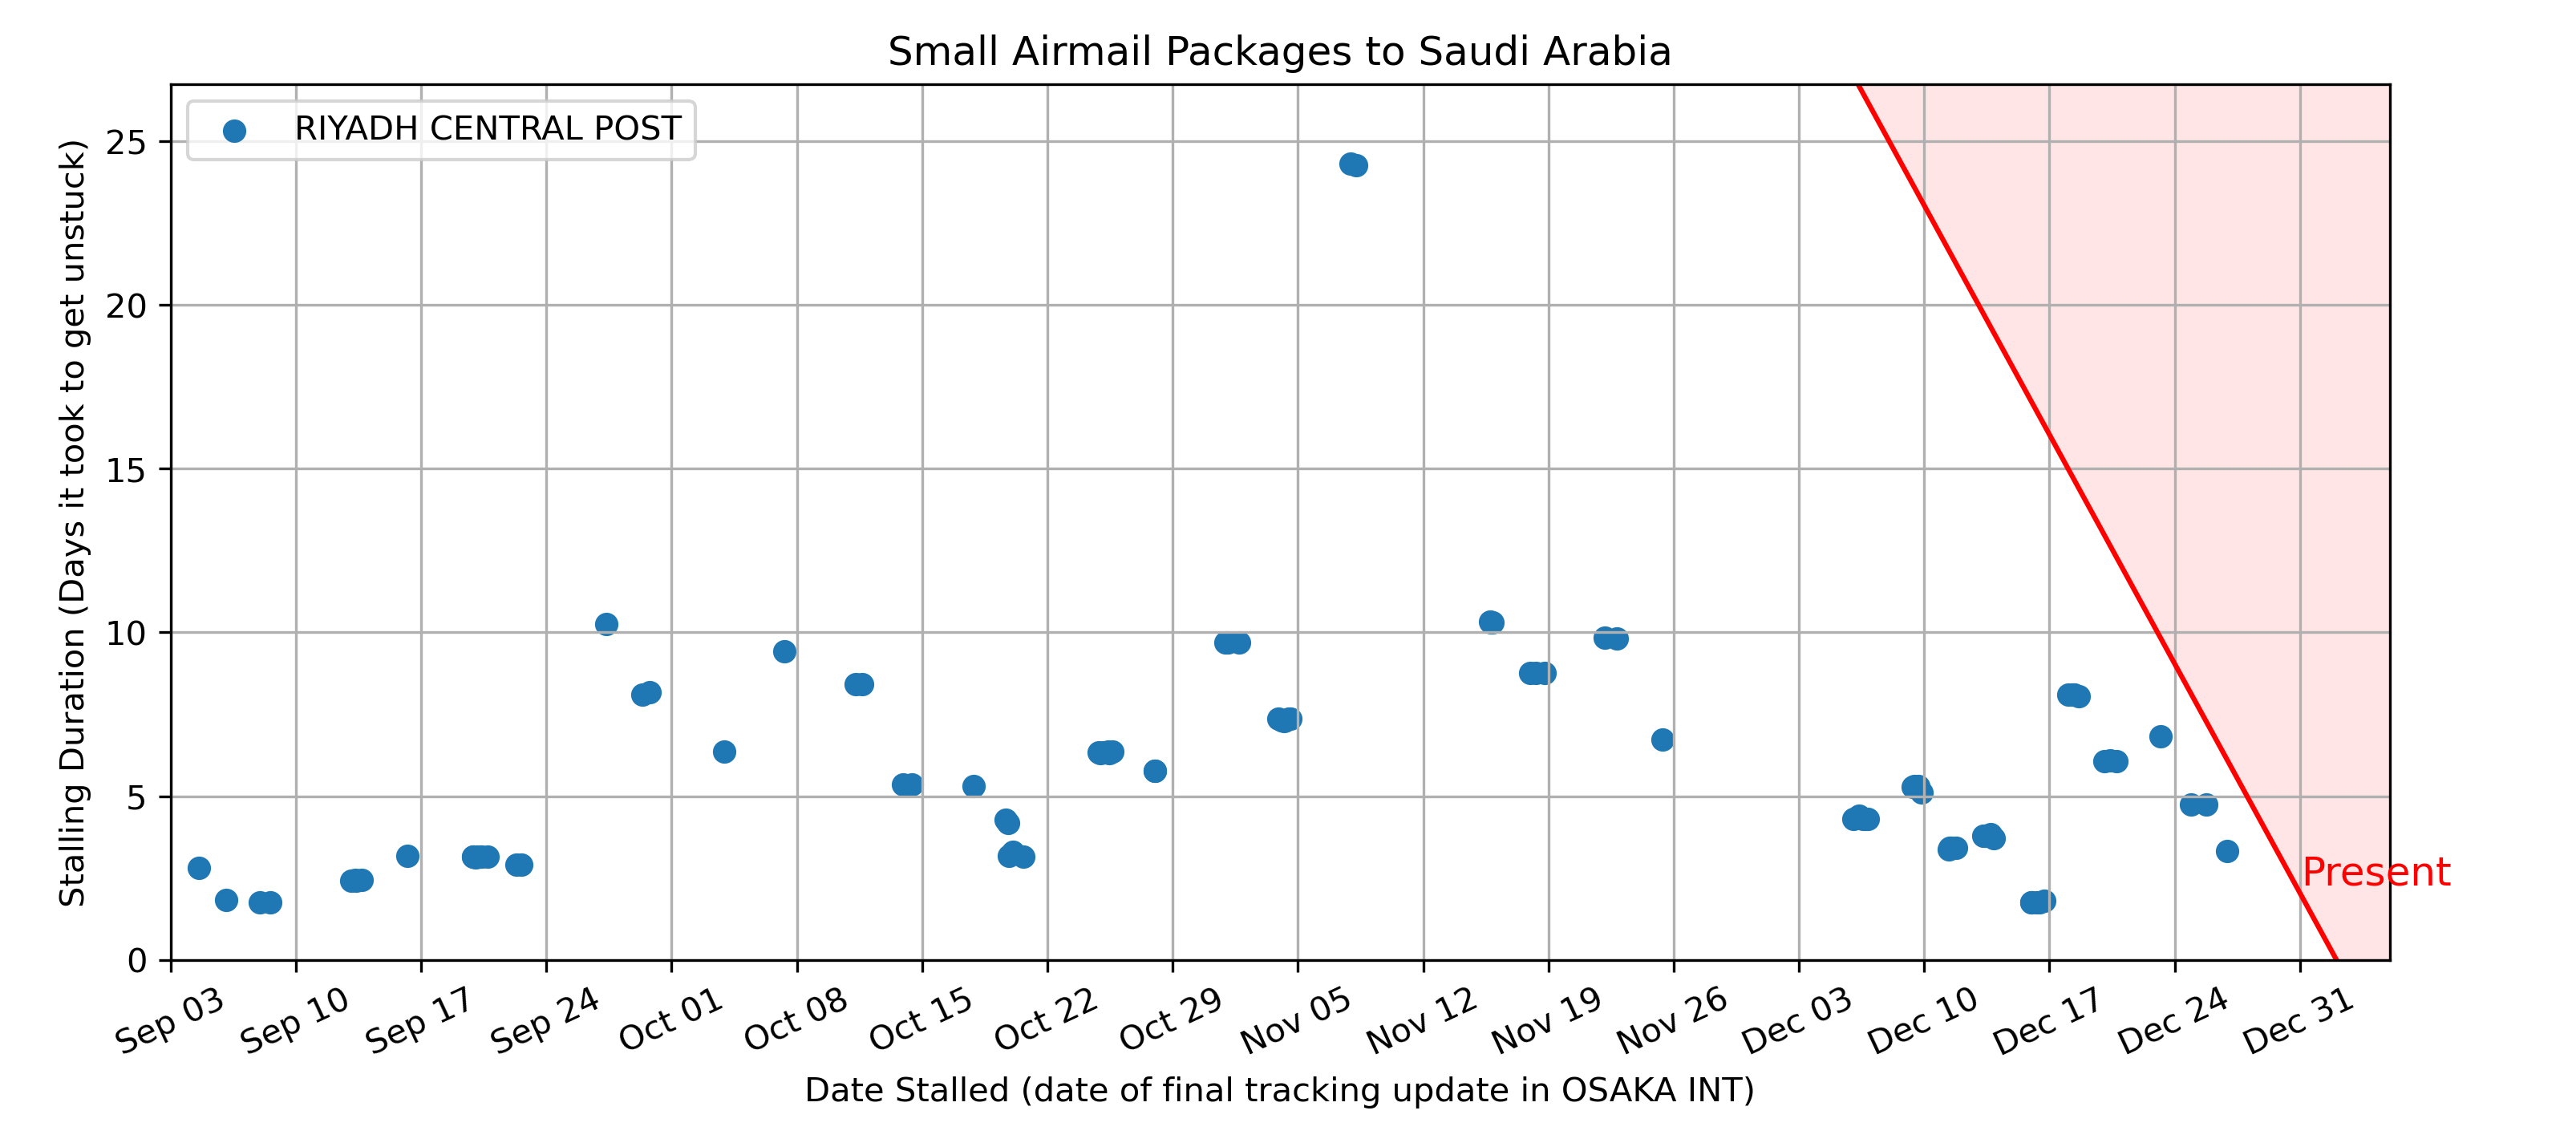 Small Airmail Packages to Saudi Arabia
RIYADH CENTRAL POST
Stalling Duration (Days it took to get unstuck)
25
20
15
10
5
0
Present
Sep 03
Sep 10
Sep 17
Sep 24
Oct 01
Oct 08
Oct 15
Oct 22
Oct 29
Nov 05
Nov 12
Nov 19
Nov 26
Dec 03
Dec 10
Dec 17
Dec 24
Dec 31
Date Stalled (date of final tracking update in OSAKA INT)